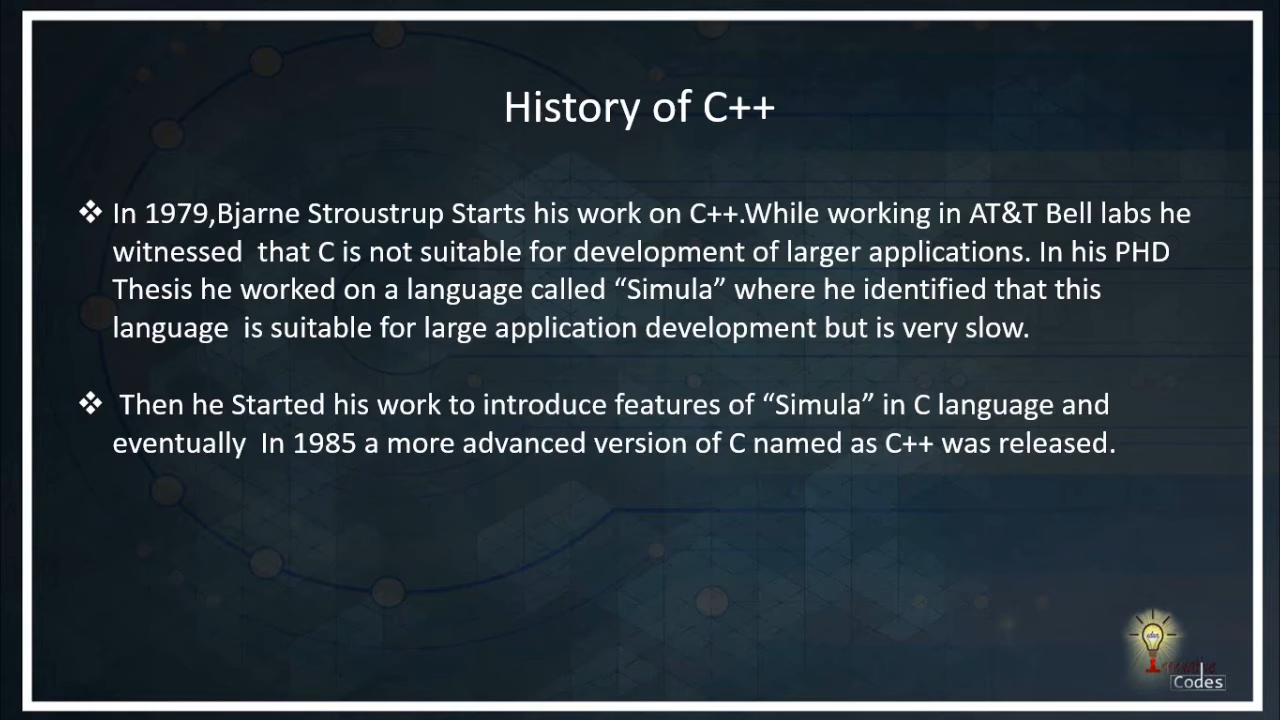 History of C++
❖ In 1979,Bjarne Stroustrup Starts his work on C++.While working in AT&T Bell labs he
witnessed  that C is not suitable for development of larger applications. In his PHD
Thesis he worked on a language called “Simula” where he identified that this
language  is suitable for large application development but is very slow.
❖ Then he Started his work to introduce features of “Simula” in C language and
eventually  In 1985 a more advanced version of C named as C++ was released.
Codes